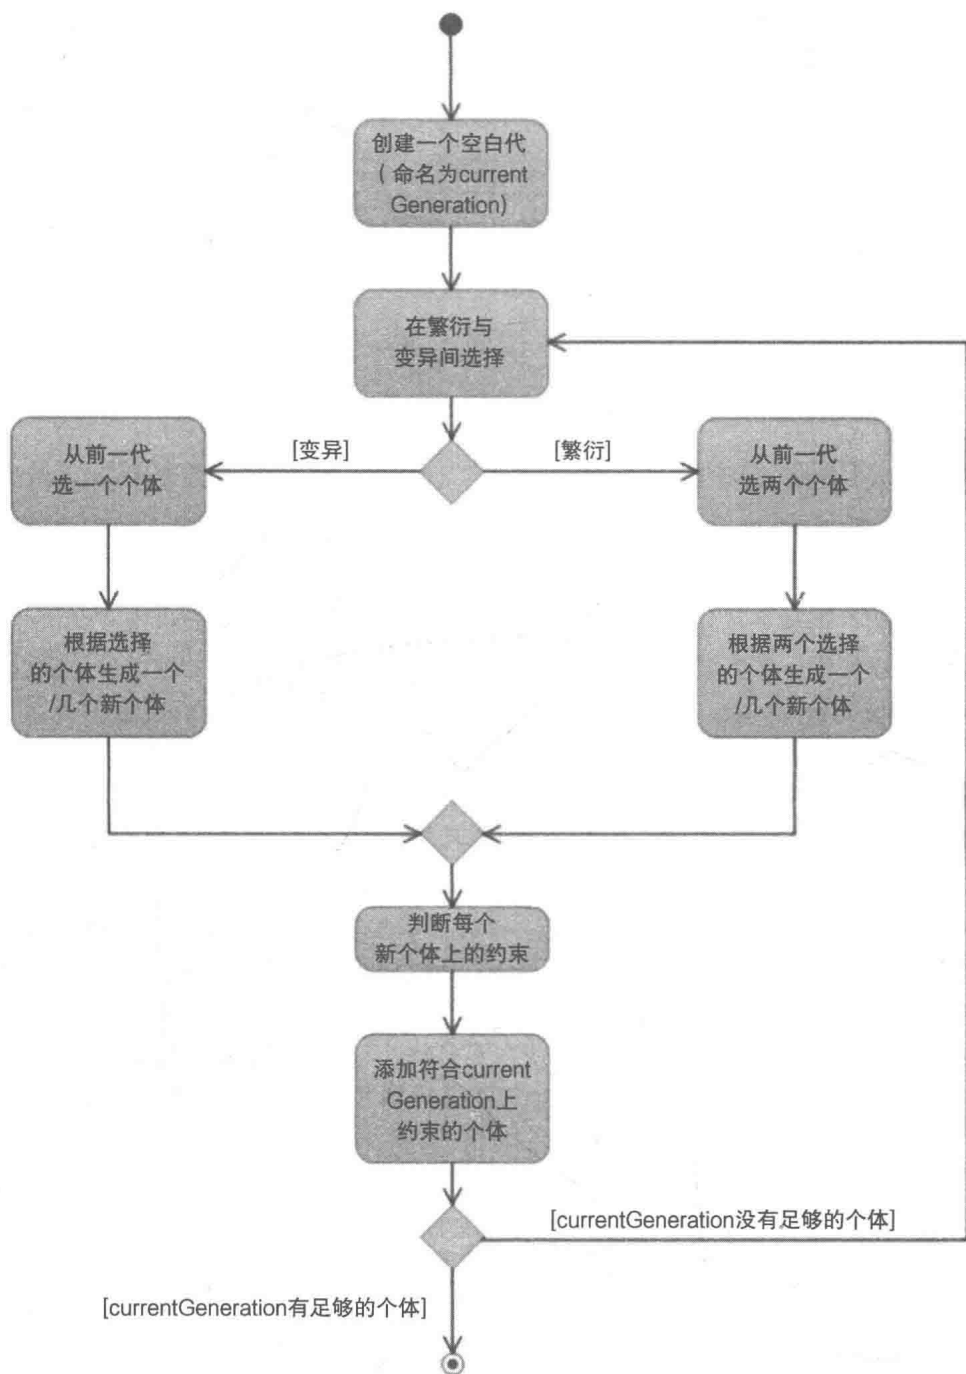 创建一个空白代
（命名为current
Generation)
在繁衍与
变异间选择
[变异]
[繁衍]
从前一代
选一个个体
从前一代
选两个个体
根据选择
的个体生成一个
/几个新个体
根据两个选择
的个体生成一个
/几个新个体
判断每个
新个体上的约束
添加符合current
Generation上
约束的个体
[currentGeneration没有足够的个体]
[currentGeneration有足够的个体]